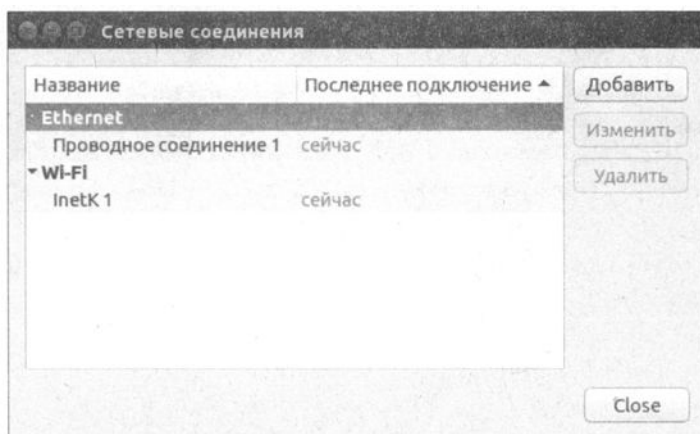 Сетевые соединения
Название Последнее подключение
Добавить
Ethernet
Изменить
Проводное соединение 1 сейчас
Wi-Fi
Удалить
InetK 1 сейчас
Close